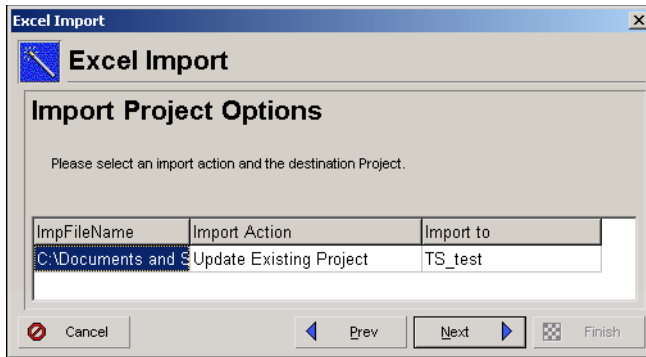 Excel Import
Excel Import
Import Project Options
Please select an import action and the destination Project.
ImpFileName Import Action Import to
C:\Documents and S Update Existing Project TS_test
Cancel Prev Next Finish